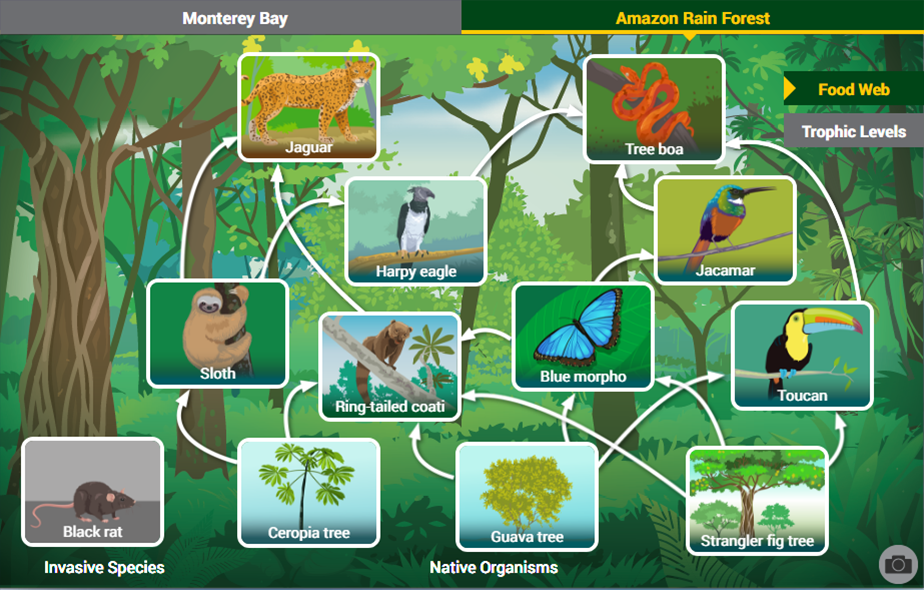 Monterey Bay
Amazon Rain Forest
Food Web
Trophic Levels
Jaguar
Tree boa
Harpy eagle
Jacamar
Sloth
Ring-tailed coati
Blue morpho
Toucan
Black rat
Ceropia tree
Guava tree
Strangler fig tree
Invasive Species
Native Organisms